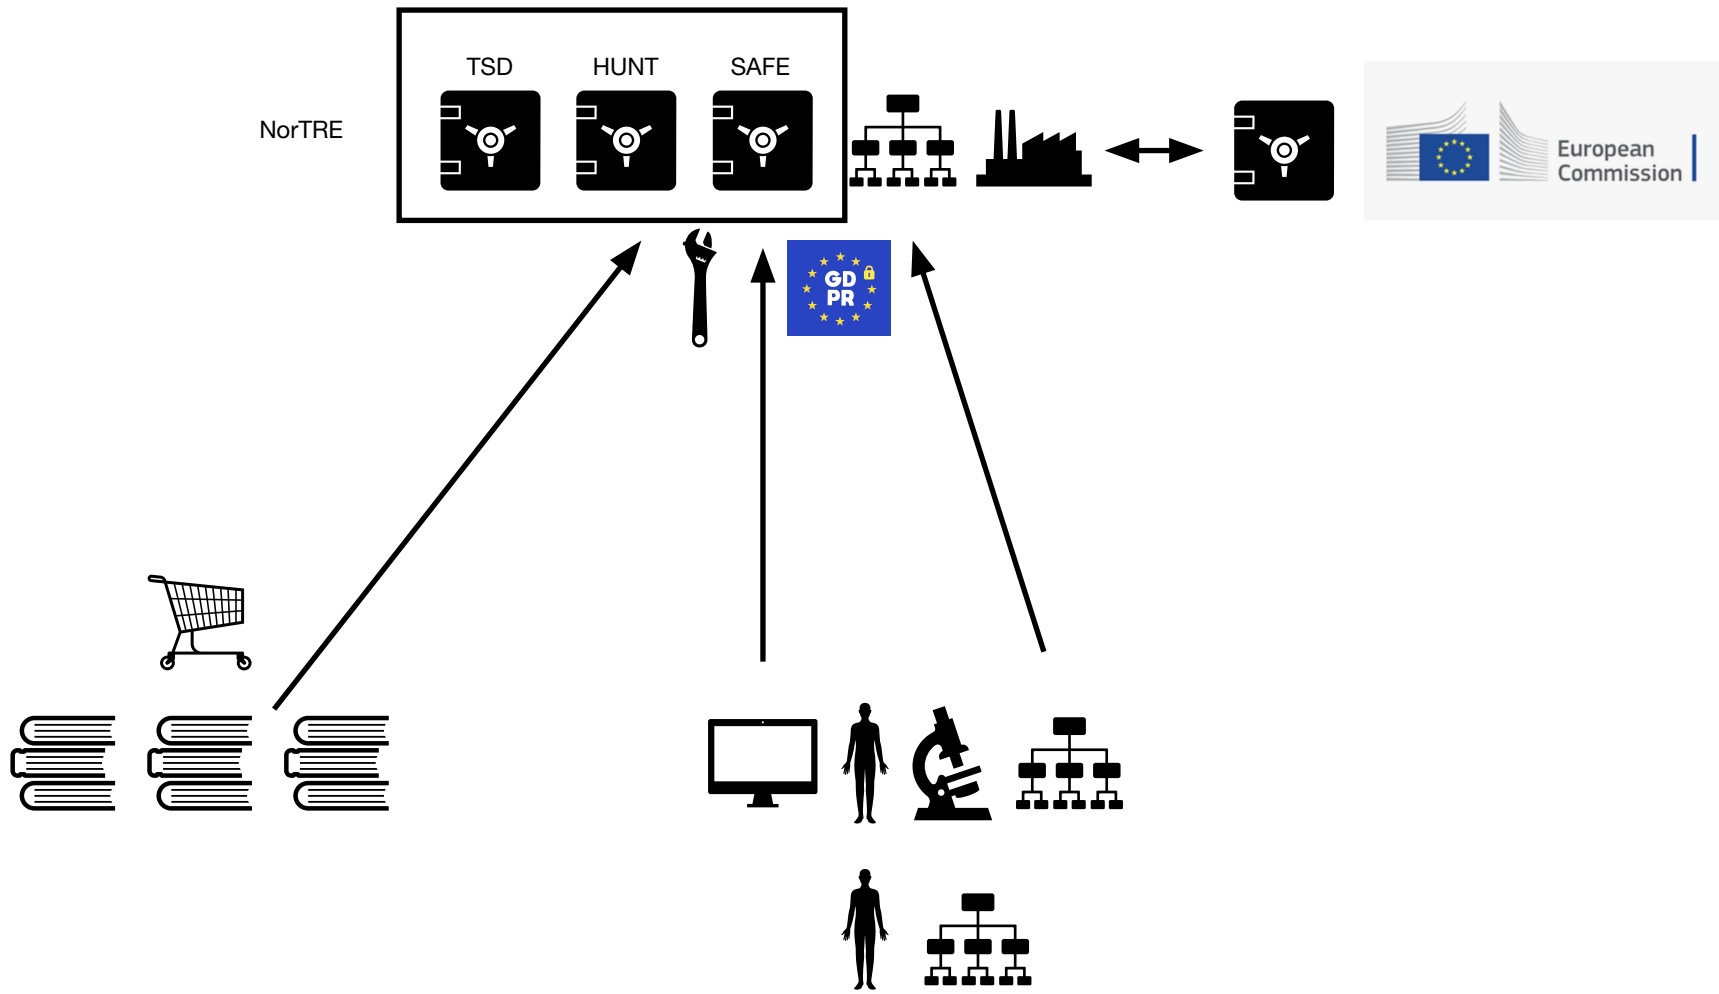 TSD
HUNT
SAFE
NorTRE
European
Commission
GD
PR